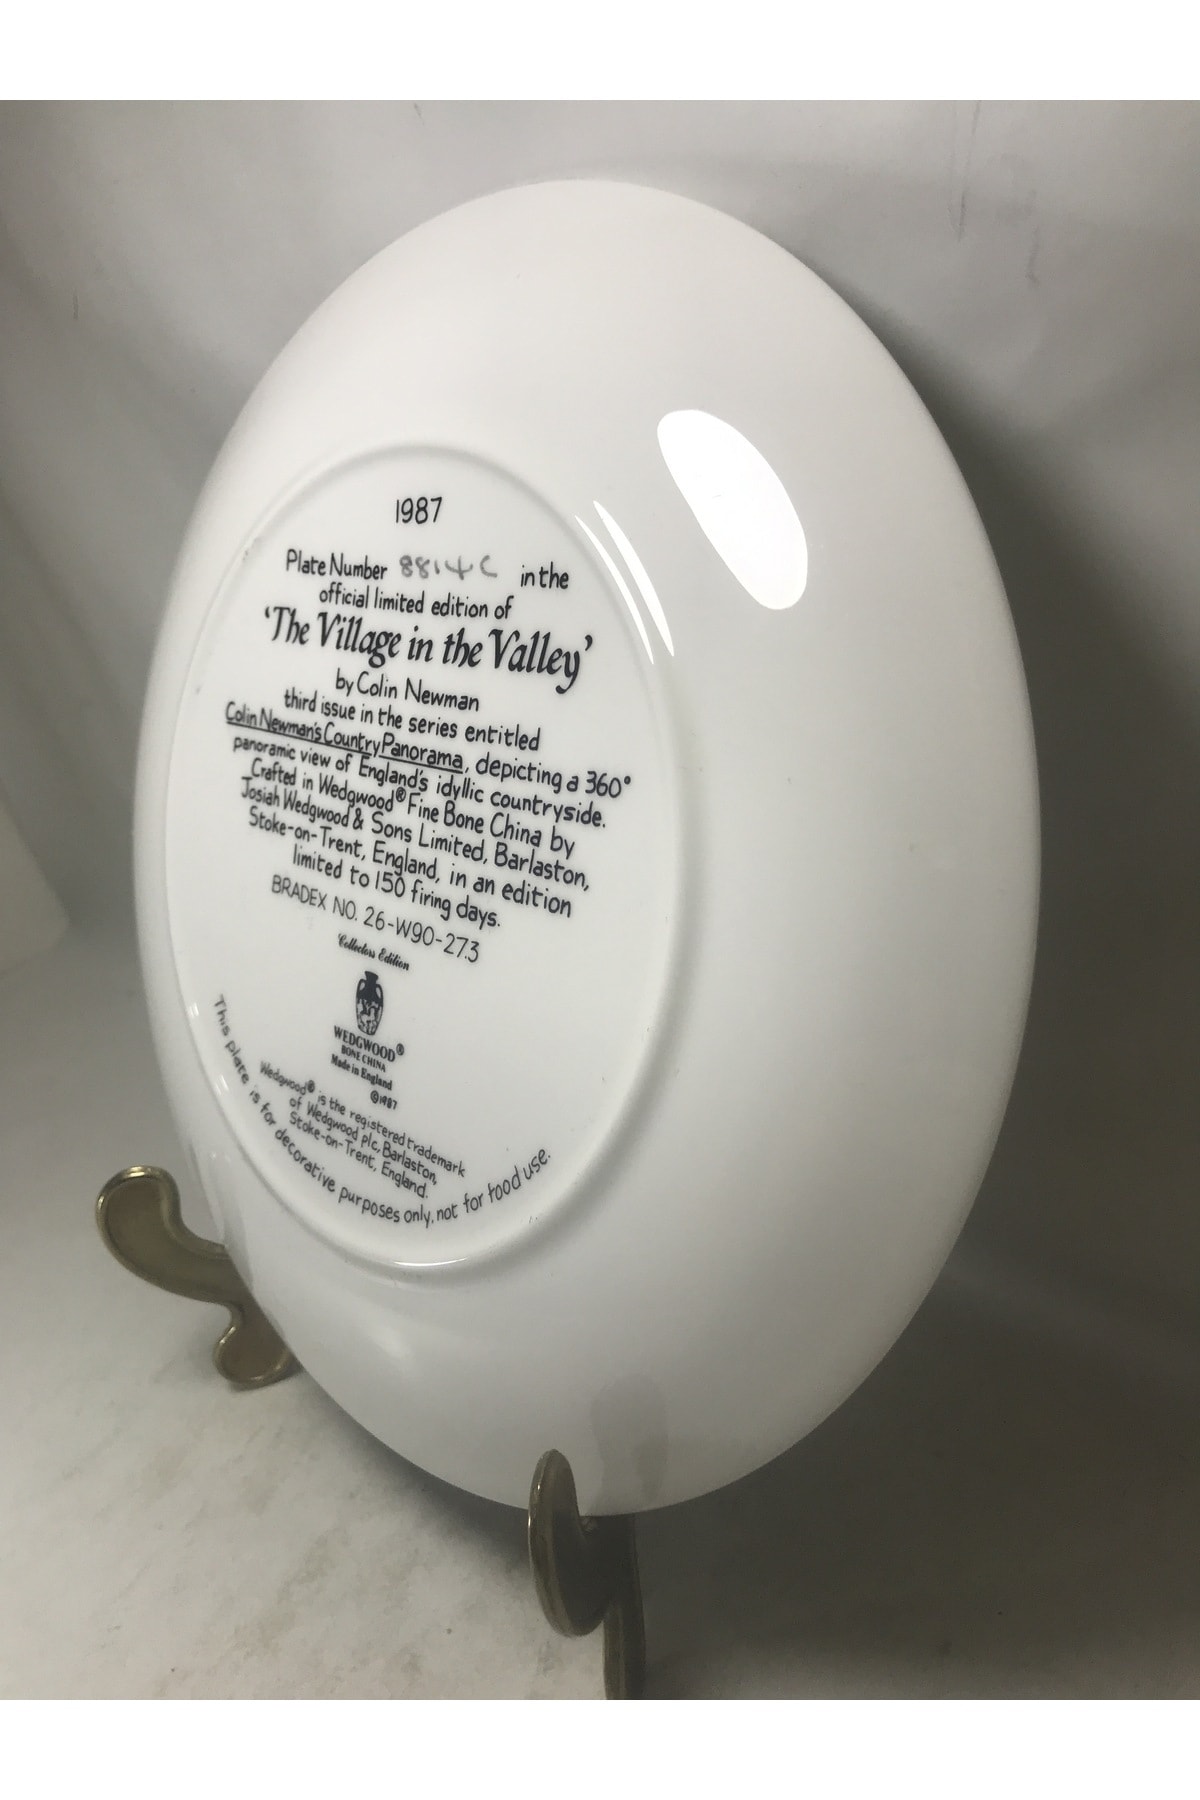 1987
Plate Number 8814C in the
official limited edition of
‘The Village in the Valley’
by Colin Newman
third issue in the series entitled
Colin Newman's Country Panorama, depicting a 360°
panoramic view of England's idyllic countryside.
Crafted in Wedgwood® Fine Bone China by
Josiah Wedgwood & Sons Limited, Barlaston,
Stoke-on-Trent, England, in an edition
limited to 150 firing days.
BRADEX NO. 26-W90-27.3
Collectors Edition
WEDGWOOD®
BONE CHINA
Made in England
©1987
Wedgwood® is the registered trademark
of Wedgwood plc, Barlaston,
Stoke-on-Trent, England.
This plate is for decorative purposes only, not for food use.